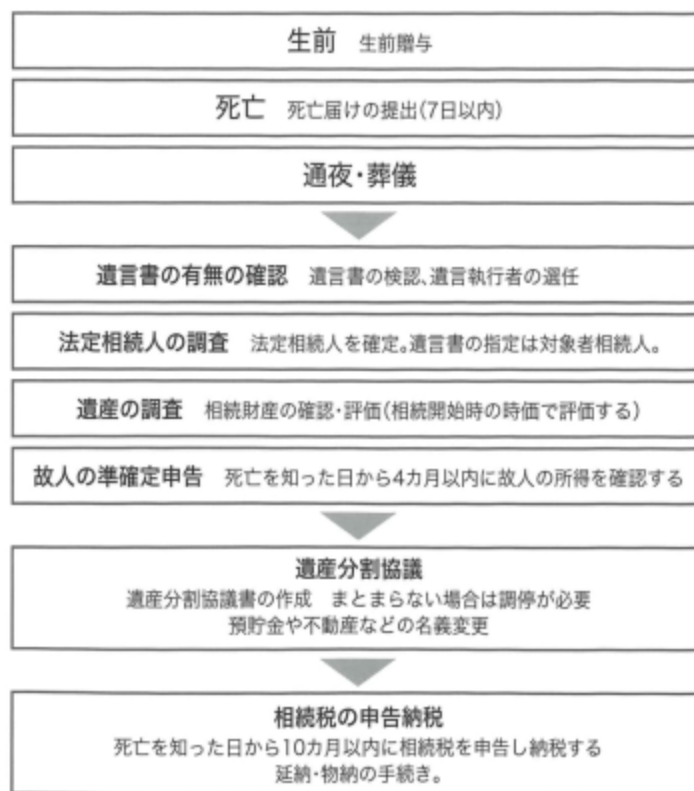 生前 生前贈与
死亡 死亡届けの提出(7日以内)
通夜・葬儀
遺言書の有無の確認 遺言書の検認、遺言執行者の選任
法定相続人の調査 法定相続人を確定。遺言書の指定は対象者相続人。
遺産の調査 相続財産の確認・評価(相続開始時の時価で評価する)
故人の準確定申告 死亡を知った日から4カ月以内に故人の所得を確認する
遺産分割協議
遺産分割協議書の作成 まとまらない場合は調停が必要
預貯金や不動産などの名義変更
相続税の申告納税
死亡を知った日から10カ月以内に相続税を申告し納税する
延納・物納の手続き。